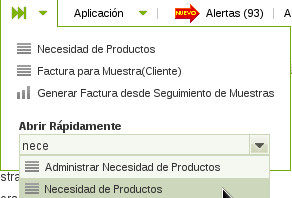 Aplicación NUEVO Alertas (93) A
Necesidad de Productos
Factura para Muestra(Cliente)
Generar Factura desde Seguimiento de Muestras
Abrir Rápidamente
nece
Administrar Necesidad de Productos
stra
Necesidad de Productos